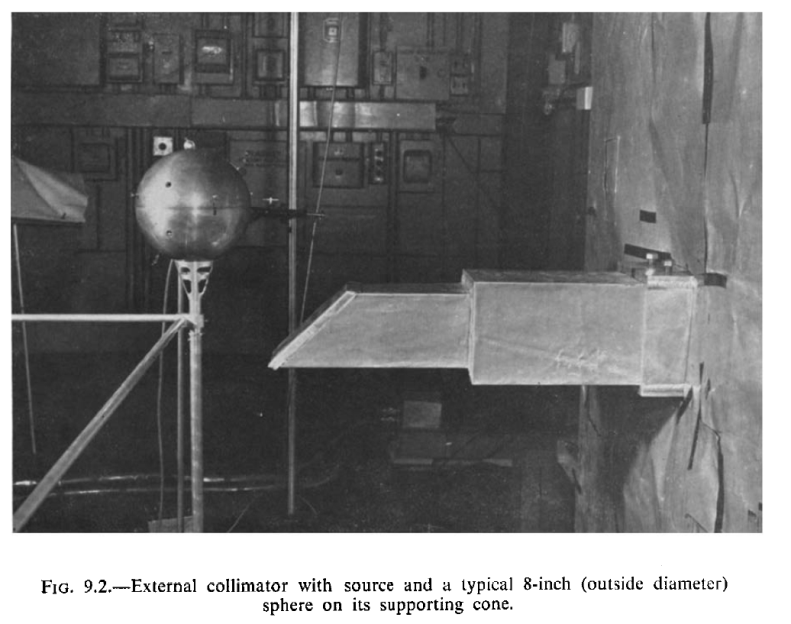 FIG. 9.2.—External collimator with source and a typical 8-inch (outside diameter)
sphere on its supporting cone.